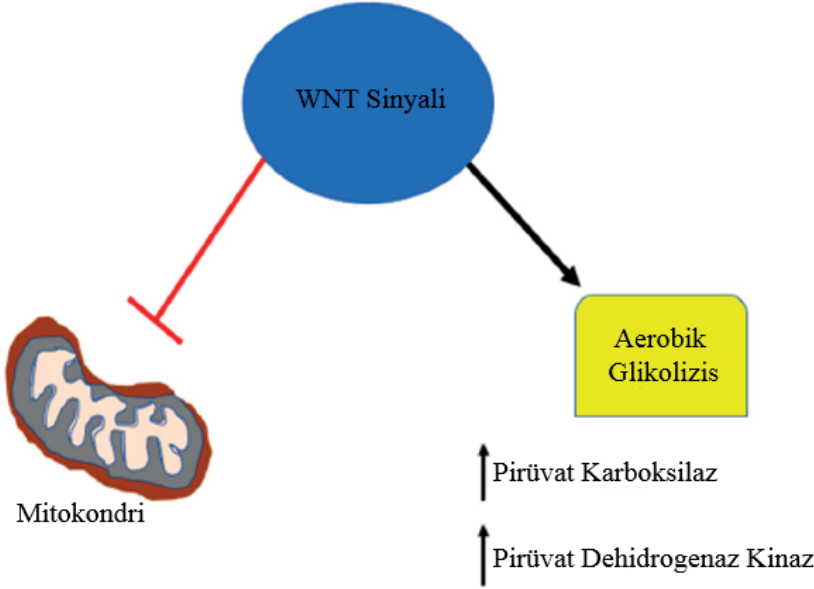 WNT Sinyali
Aerobik
Glikolizis
Pirüvat Karboksilaz
Mitokondri
Pirüvat Dehidrogenaz Kinaz